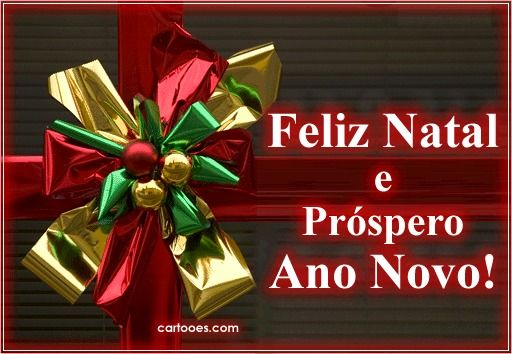 Feliz Natal
e
Próspero
Ano Novo!
cartooes.com